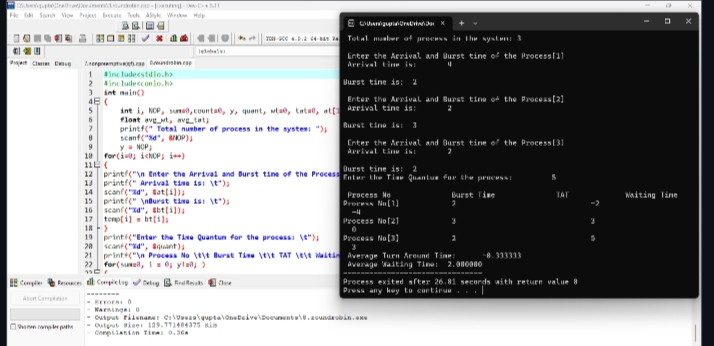 File Edit Search View Project Execute Tools AStyle Window Help
(globals)
Project Classes Debug
7.nonpreemptive(sjf).cpp 8.roundrobin.cpp
1 #include<stdio.h>
2 #include<conio.h>
3 int main()
4 {
5 int i, NOP, sum=0,count=0, y, quant, wt=0, tat=0, at[
6 float avg_wt, avg_tat;
7 printf(" Total number of process in the system: ");
8 scanf("%d", &NOP);
9 y = NOP;
10 for(i=0; i<NOP; i++)
11 {
12 printf("\n Enter the Arrival and Burst time of the Process
13 printf(" Arrival time is: \t");
14 scanf("%d", &at[i]);
15 printf(" \nBurst time is: \t");
16 scanf("%d", &bt[i]);
17 temp[i] = bt[i];
18 }
19 printf("Enter the Time Quantum for the process: \t");
20 scanf("%d", &quant);
21 printf("\n Process No \t\t Burst Time \t\t TAT \t\t Waitin
22 for(sum=0, i = 0; y!=0; )
23 {
Compiler Resources Compile Log Debug Find Results Close
Abort Compilation
Shorten compiler paths
--------
- Errors: 0
- Warnings: 0
- Output Filename: C:\Users\gupta\OneDrive\Documents\8.roundrobin.exe
- Output Size: 129.771484375 KiB
- Compilation Time: 0.36s
C:\Users\gupta\OneDrive\Doc
Total number of process in the system: 3
Enter the Arrival and Burst time of the Process[1]
Arrival time is: 4
Burst time is: 2
Enter the Arrival and Burst time of the Process[2]
Arrival time is: 2
Burst time is: 3
Enter the Arrival and Burst time of the Process[3]
Arrival time is: 2
Burst time is: 2
Enter the Time Quantum for the process: 5
Process No Burst Time TAT Waiting Time
Process No[1] 2 -2
-4
Process No[2] 3 3
0
Process No[3] 2 5
3
Average Turn Around Time: -0.333333
Average Waiting Time: 2.000000
--------------------------------
Process exited after 26.81 seconds with return value 0
Press any key to continue . . .